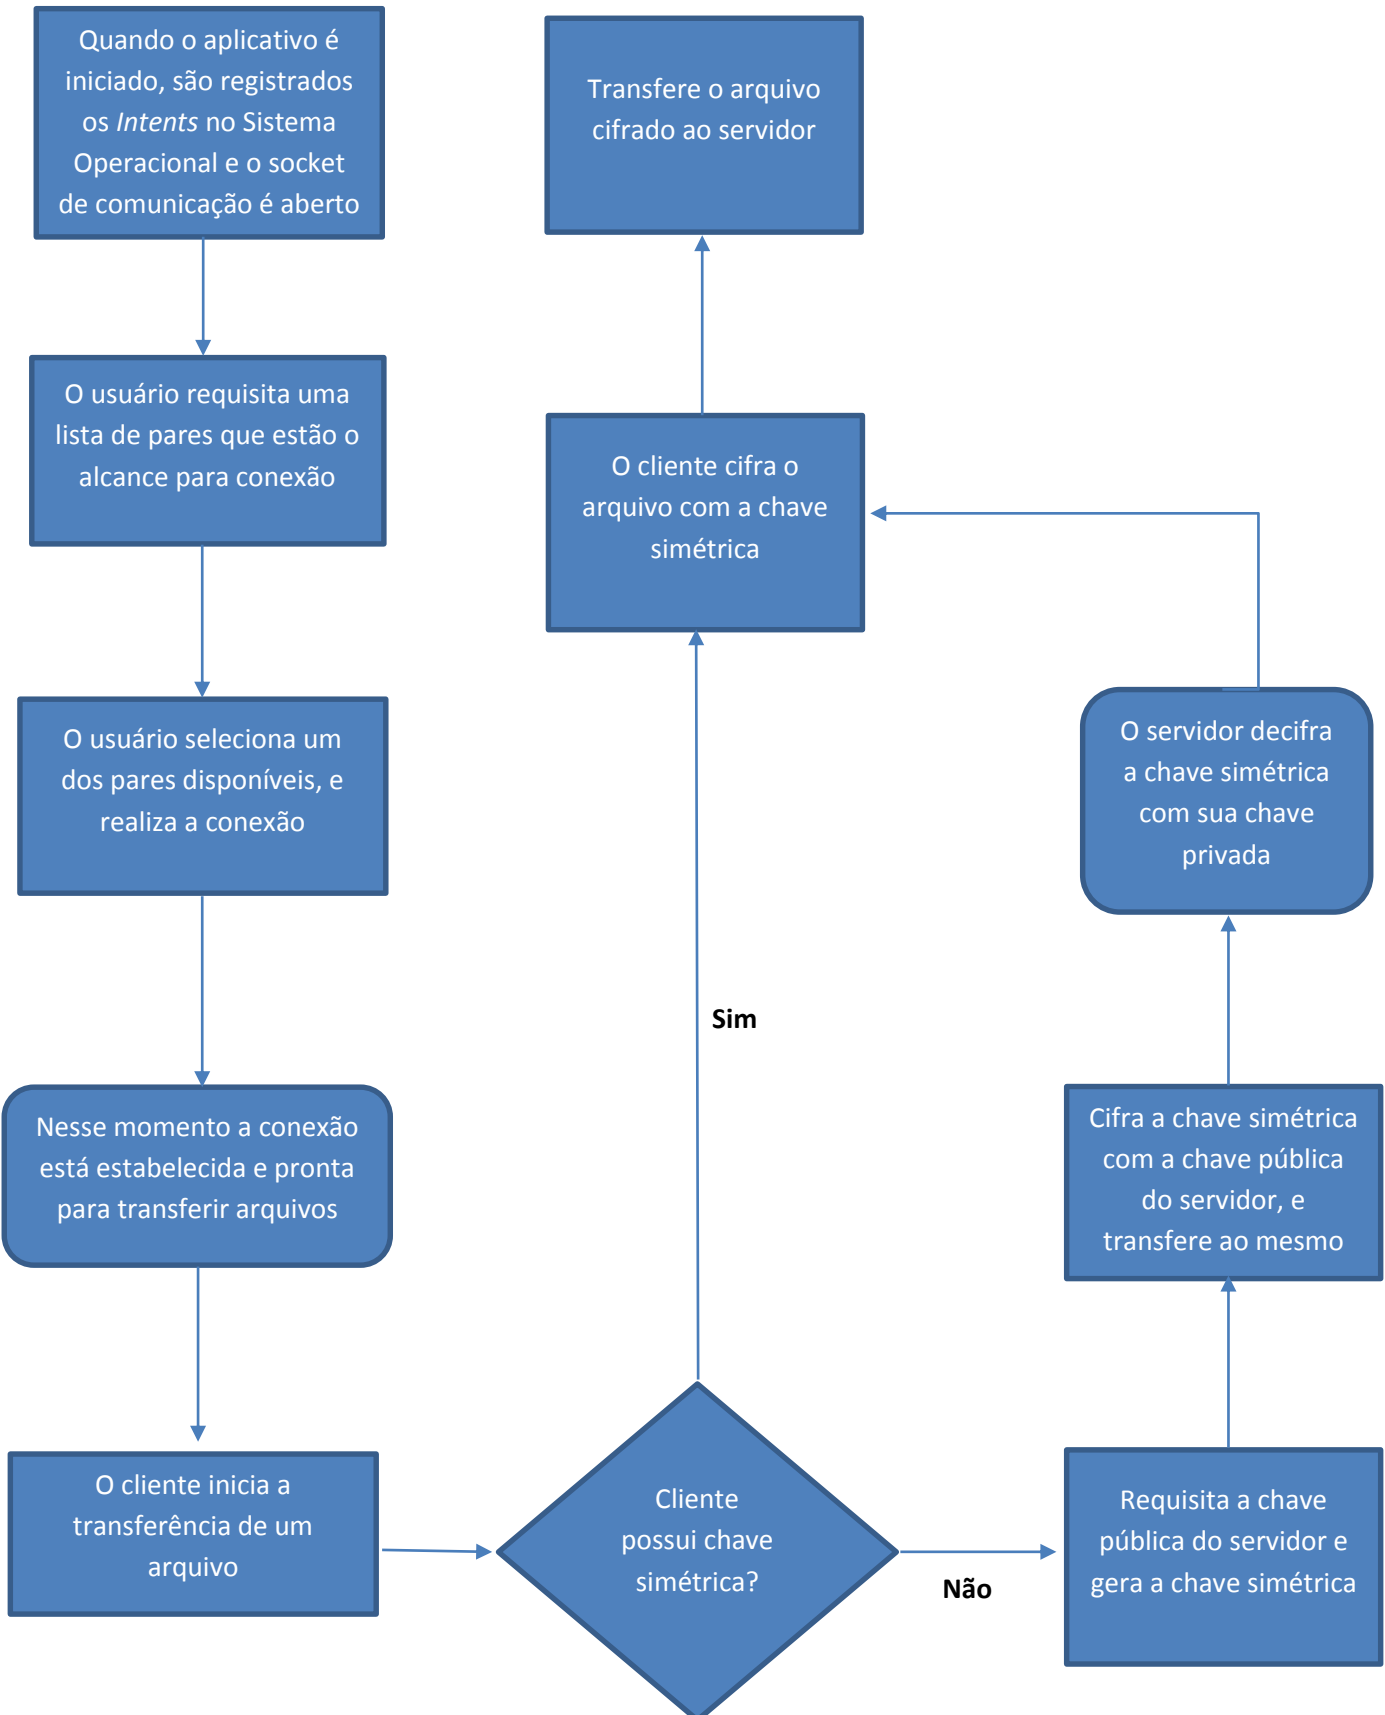 Quando o aplicativo é
iniciado, são registrados
os Intents no Sistema
Operacional e o socket
de comunicação é aberto
O usuário requisita uma
lista de pares que estão o
alcance para conexão
O usuário seleciona um
dos pares disponíveis, e
realiza a conexão
Nesse momento a conexão
está estabelecida e pronta
para transferir arquivos
O cliente inicia a
transferência de um
arquivo
Cliente
possui chave
simétrica?
Sim
Não
Requisita a chave
pública do servidor e
gera a chave simétrica
Cifra a chave simétrica
com a chave pública
do servidor, e
transfere ao mesmo
O servidor decifra
a chave simétrica
com sua chave
privada
O cliente cifra o
arquivo com a chave
simétrica
Transfere o arquivo
cifrado ao servidor